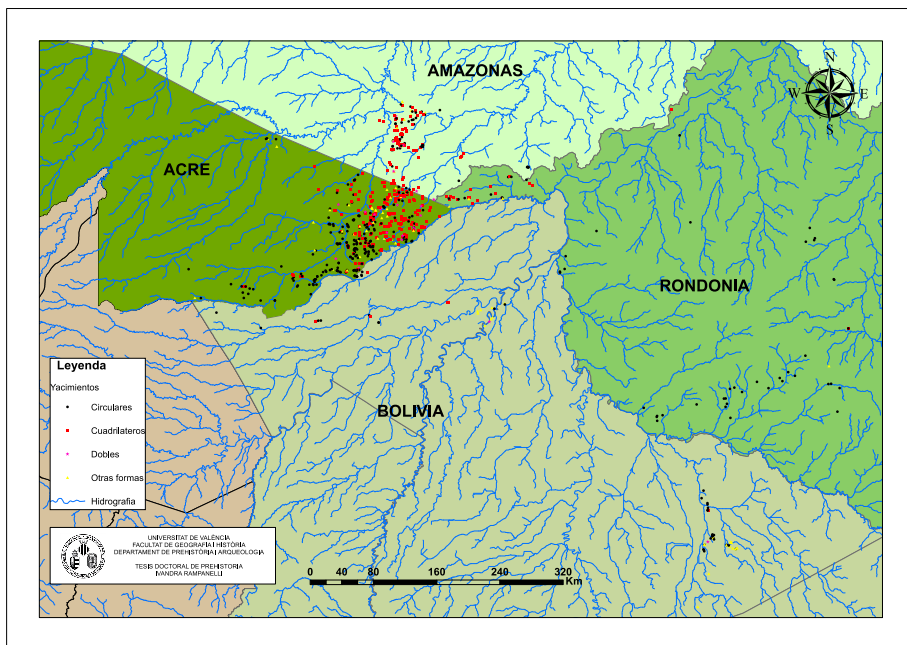 AMAZONAS
N
W E
S
ACRE
RONDONIA
BOLIVIA
Leyenda
Yacimientos
Circulares
Cuadrilateros
Dobles
Otras formas
Hidrografia
UNIVERSITAT DE VALÈNCIA
FACULTAT DE GEOGRAFIA I HISTÒRIA
DEPARTAMENT DE PREHISTÒRIA I ARQUEOLOGIA
TESIS DOCTORAL DE PREHISTORIA
IVANDRA RAMPANELLI
0 40 80 160 240 320
Km